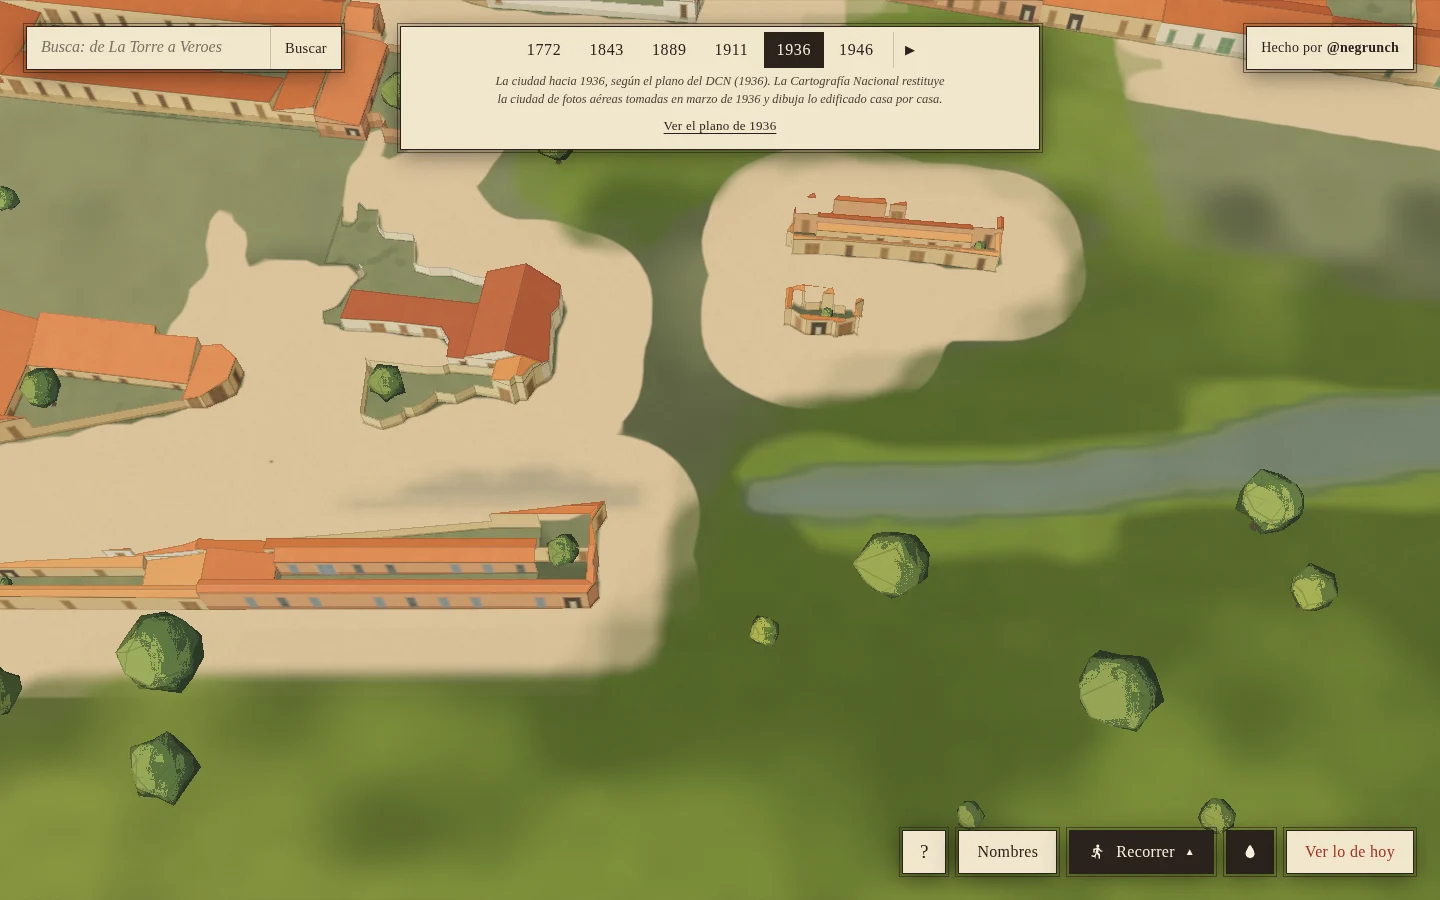 Busca: de La Torre a Veroes
Buscar
1772 1843 1889 1911 1936 1946 ▶
La ciudad hacia 1936, según el plano del DCN (1936). La Cartografía Nacional restituye
la ciudad de fotos aéreas tomadas en marzo de 1936 y dibuja lo edificado casa por casa.
Ver el plano de 1936
Hecho por @negrunch
?
Nombres
Recorrer ▲
Ver lo de hoy